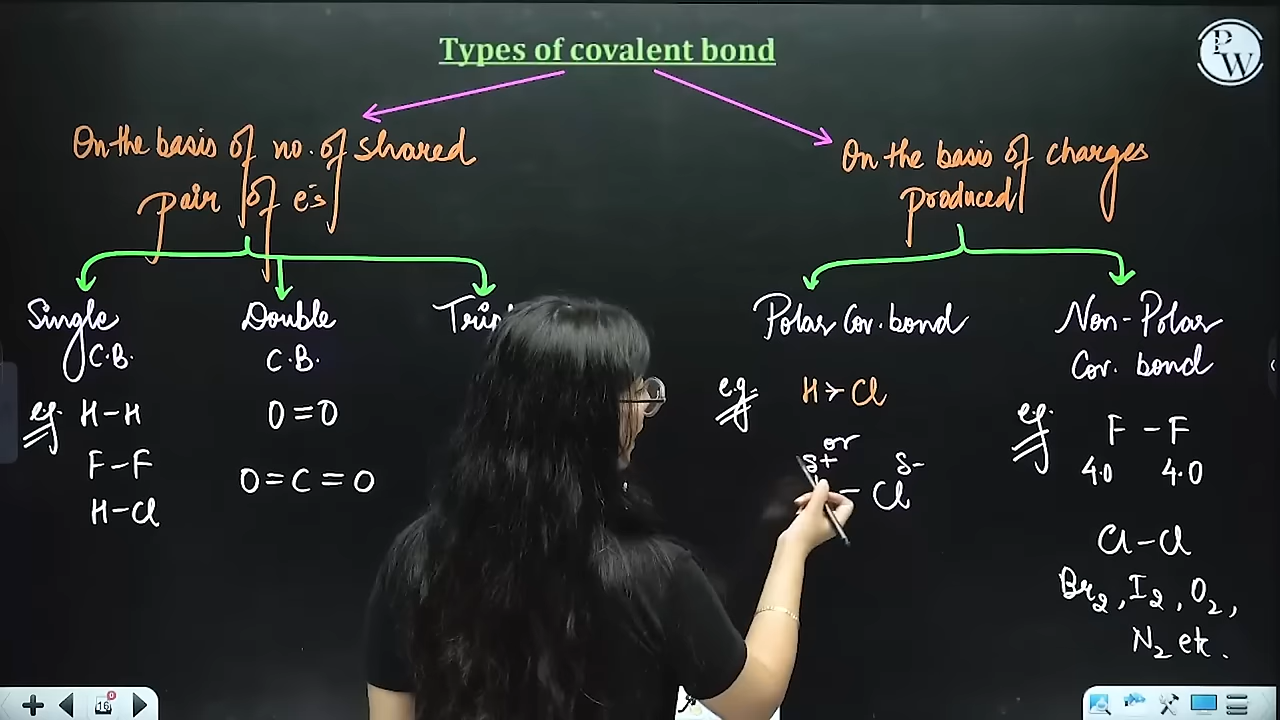 Types of covalent bond
PW
On the basis of no. of shared
pair of e⁻s
On the basis of charges
produced
Single
C.B.
eg. H-H
F-F
H-Cl
Double
C.B.
O=O
O=C=O
Polar Cov. bond
eg. H > Cl
or
δ+ δ-
- Cl
Non-Polar
Cov. bond
eg. F-F
4.0 4.0
Cl-Cl
Br₂, I₂, O₂,
N₂ etc.
16